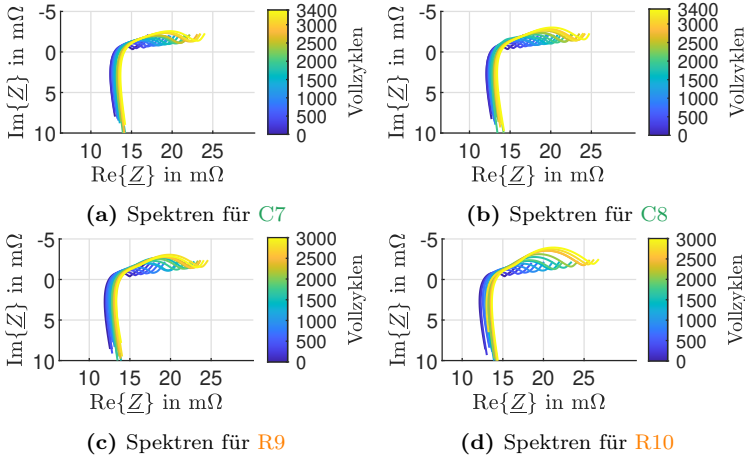 -5
0
5
10
Im{Z} in mΩ
10 15 20 25
Re{Z} in mΩ
3400
3000
2500
2000
1500
1000
500
0
Vollzyklen
(a) Spektren für C7
-5
0
5
10
Im{Z} in mΩ
10 15 20 25
Re{Z} in mΩ
3400
3000
2500
2000
1500
1000
500
0
Vollzyklen
(b) Spektren für C8
-5
0
5
10
Im{Z} in mΩ
10 15 20 25
Re{Z} in mΩ
3000
2500
2000
1500
1000
500
0
Vollzyklen
(c) Spektren für R9
-5
0
5
10
Im{Z} in mΩ
10 15 20 25
Re{Z} in mΩ
3000
2500
2000
1500
1000
500
0
Vollzyklen
(d) Spektren für R10